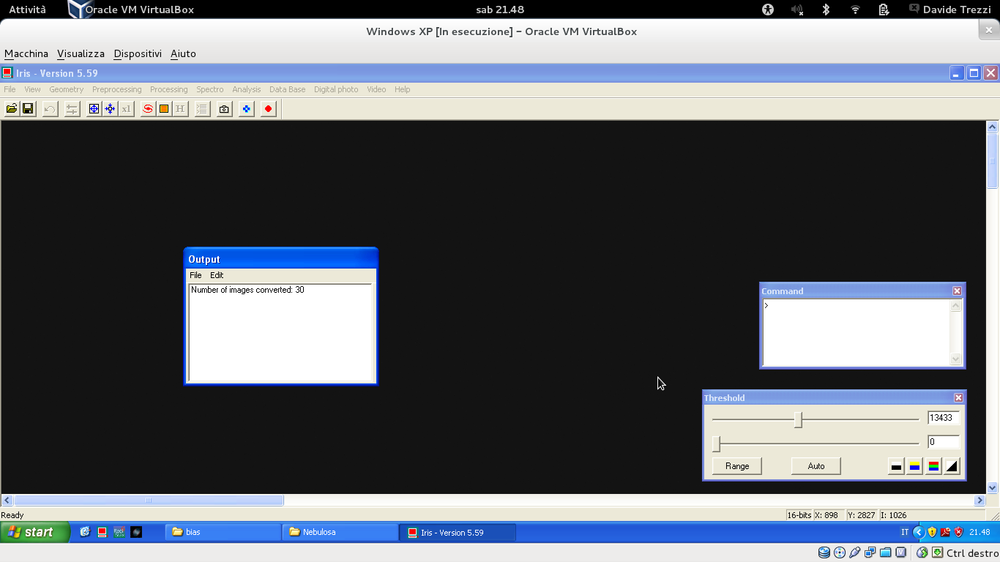 Attività
Oracle VM VirtualBox
sab 21.48
Davide Trezzi
Windows XP [In esecuzione] – Oracle VM VirtualBox
Macchina Visualizza Dispositivi Aiuto
Iris - Version 5.59
File View Geometry Preprocessing Processing Spectro Analysis Data Base Digital photo Video Help
x1 H
Output
File Edit
Number of images converted: 30
Command
>
Threshold
13433
0
Range Auto
Ready
16-bits X: 898 Y: 2827 I: 1026
start
bias
Nebulosa
Iris - Version 5.59
IT
21.48
Ctrl destro